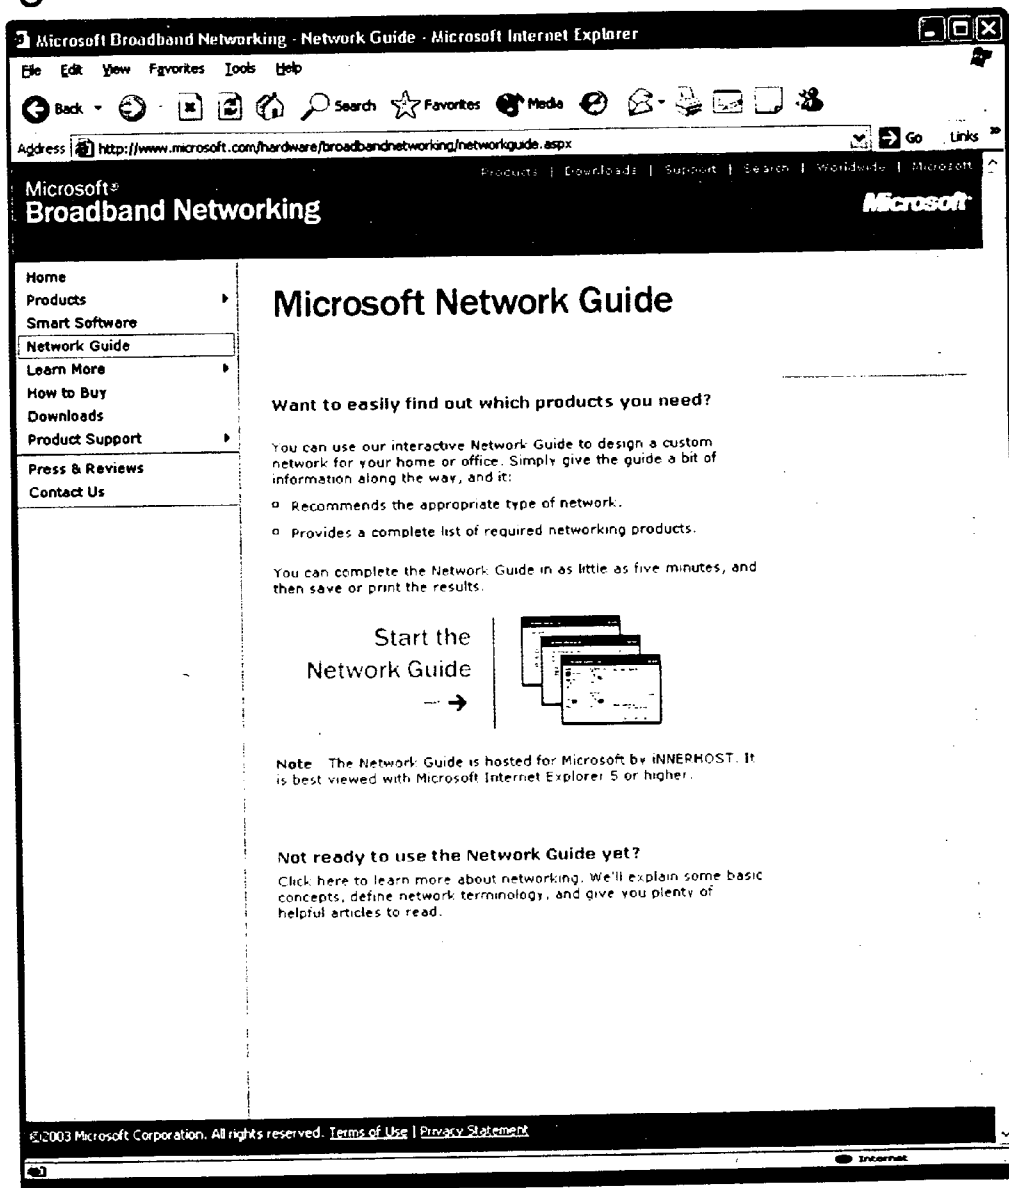 Microsoft Broadband Networking - Network Guide - Microsoft Internet Explorer
File Edit View Favorites Tools Help
Back Search Favorites Media
Address http://www.microsoft.com/hardware/broadbandnetworking/networkguide.aspx Go Links »
Products | Downloads | Support | Search | Worldwide | Microsoft
Microsoft®
Broadband Networking
Microsoft
Home
Products
Smart Software
Network Guide
Learn More
How to Buy
Downloads
Product Support
Press & Reviews
Contact Us
Microsoft Network Guide
Want to easily find out which products you need?
You can use our interactive Network Guide to design a custom
network for your home or office. Simply give the guide a bit of
information along the way, and it:
Recommends the appropriate type of network.
Provides a complete list of required networking products.
You can complete the Network Guide in as little as five minutes, and
then save or print the results.
Start the
Network Guide
Note The Network Guide is hosted for Microsoft by iNNERHOST. It
is best viewed with Microsoft Internet Explorer 5 or higher.
Not ready to use the Network Guide yet?
Click here to learn more about networking. We'll explain some basic
concepts, define network terminology, and give you plenty of
helpful articles to read.
©2003 Microsoft Corporation. All rights reserved. Terms of Use | Privacy Statement
Internet